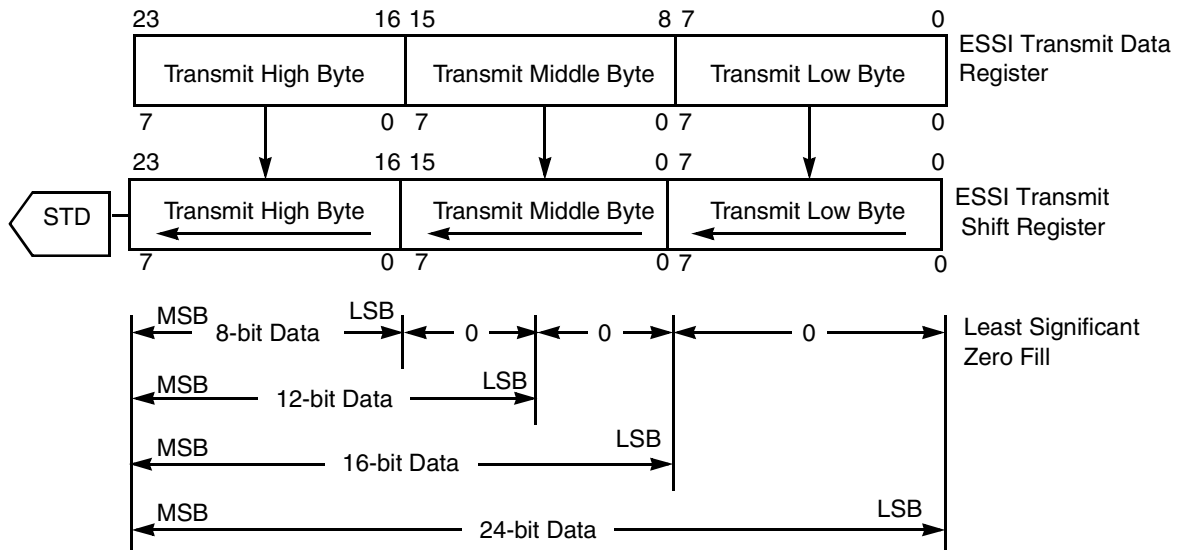 23 16 15 8 7 0
Transmit High Byte Transmit Middle Byte Transmit Low Byte
ESSI Transmit Data
Register
7 0 7 0 7 0
23 16 15 0 7 0
STD
Transmit High Byte Transmit Middle Byte Transmit Low Byte
ESSI Transmit
Shift Register
7 0 7 0 7 0
MSB 8-bit Data LSB 0 0 0
Least Significant
Zero Fill
MSB 12-bit Data LSB
MSB 16-bit Data LSB
MSB 24-bit Data LSB